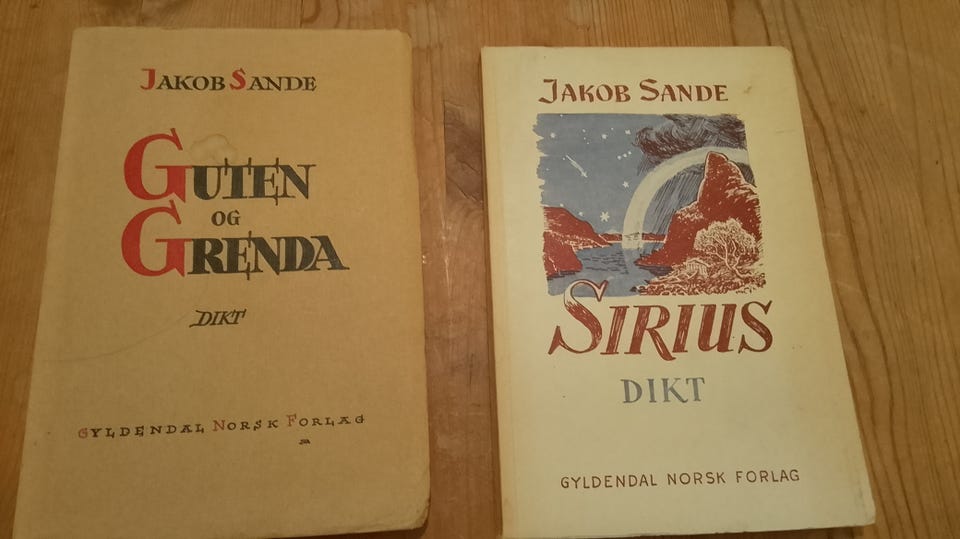 JAKOB SANDE
GUTEN
OG
GRENDA
DIKT
GYLDENDAL NORSK FORLAG
JAKOB SANDE
SIRIUS
DIKT
GYLDENDAL NORSK FORLAG